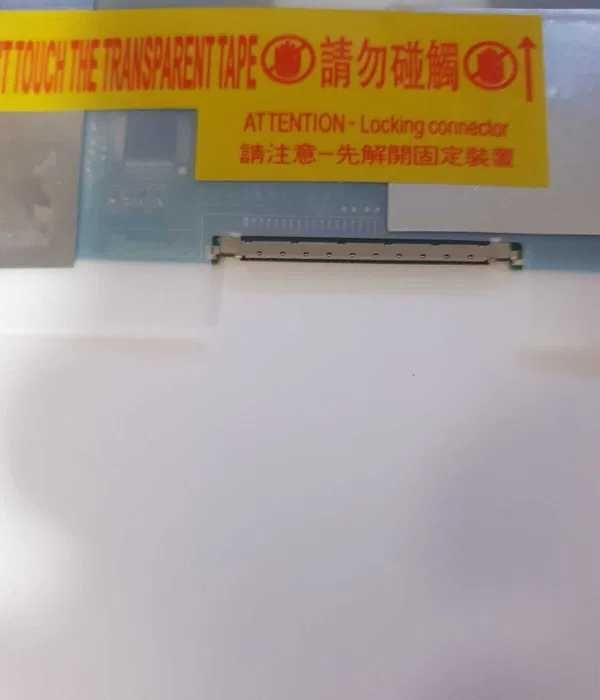 TOUCH THE TRANSPARENT TAPE 請勿碰觸
ATTENTION - Locking connector
請注意-先解開固定裝置